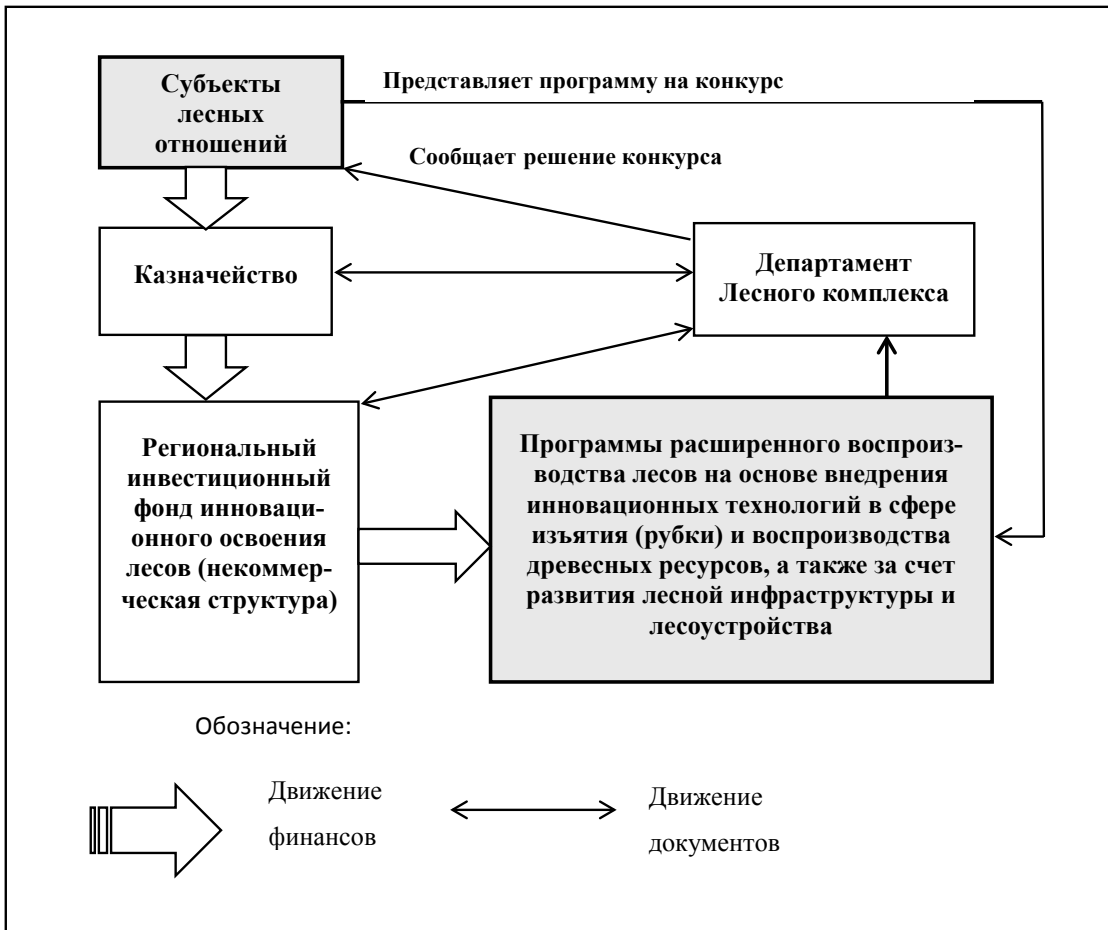 Субъекты
лесных
отношений
Представляет программу на конкурс
Сообщает решение конкурса
Казначейство
Департамент
Лесного комплекса
Региональный
инвестиционный
фонд инноваци-
онного освоения
лесов (некоммер-
ческая структура)
Программы расширенного воспроиз-
водства лесов на основе внедрения
инновационных технологий в сфере
изъятия (рубки) и воспроизводства
древесных ресурсов, а также за счет
развития лесной инфраструктуры и
лесоустройства
Обозначение:
Движение
финансов
Движение
документов